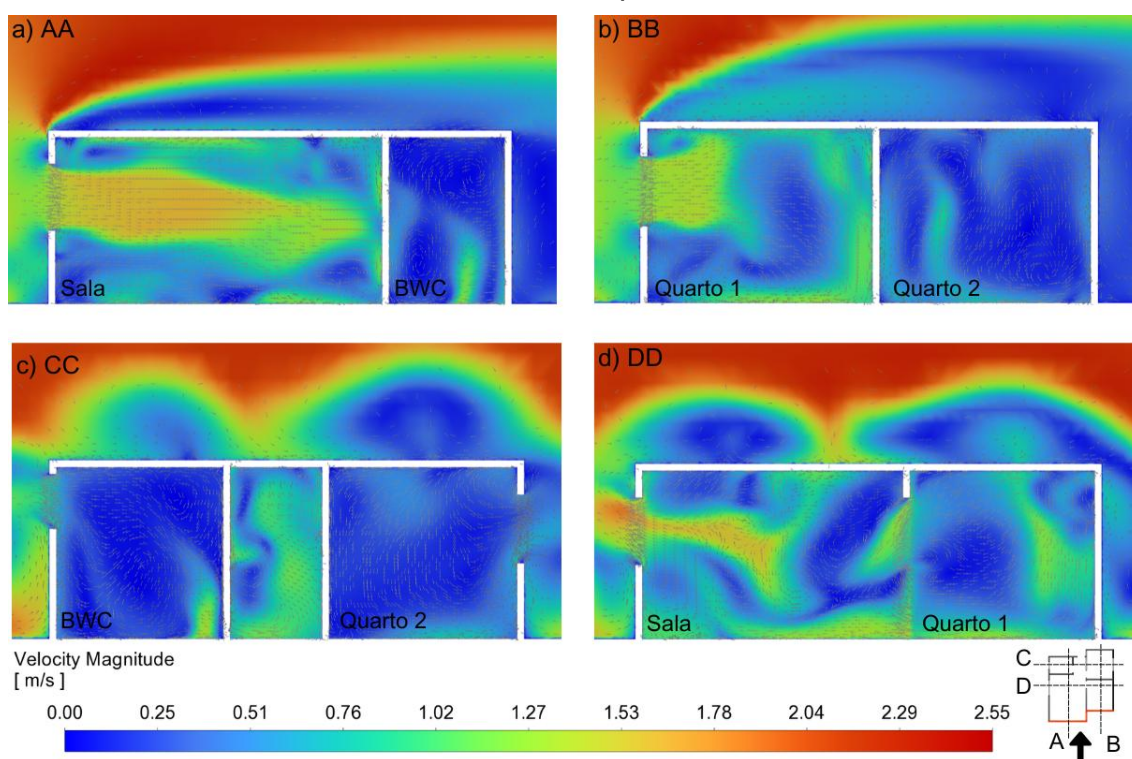 a) AA
b) BB
Sala
BWC
Quarto 1
Quarto 2
c) CC
d) DD
BWC
Quarto 2
Sala
Quarto 1
Velocity Magnitude
[ m/s ]
0.00 0.25 0.51 0.76 1.02 1.27 1.53 1.78 2.04 2.29 2.55
C
D
A B